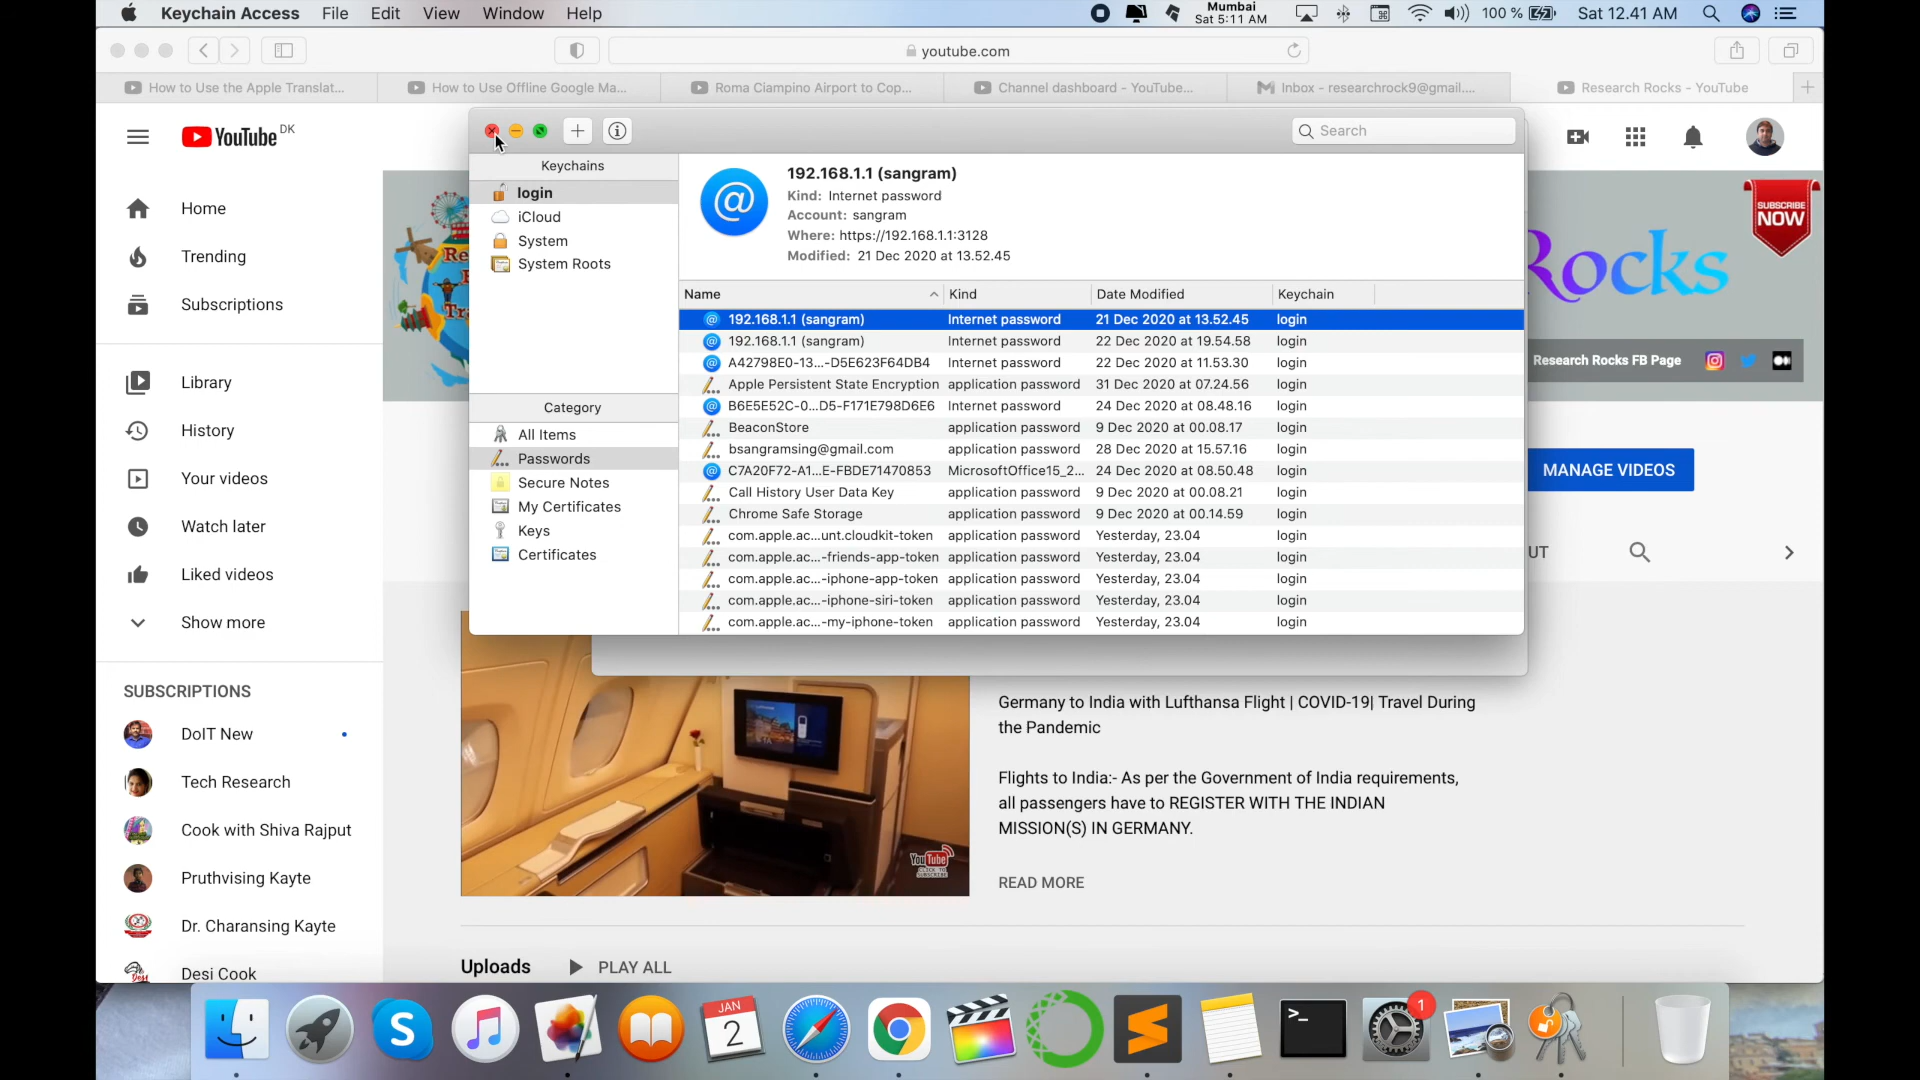 Keychain Access File Edit View Window Help
Mumbai
Sat 5:11 AM
100 % Sat 12.41 AM
youtube.com
How to Use the Apple Translat...
How to Use Offline Google Ma...
Roma Ciampino Airport to Cop...
Channel dashboard - YouTube...
Inbox - researchrock9@gmail....
Research Rocks - YouTube
YouTube DK
Search
Home
Trending
Subscriptions
Library
History
Your videos
Watch later
Liked videos
Show more
SUBSCRIPTIONS
DoIT New
Tech Research
Cook with Shiva Rajput
Pruthvising Kayte
Dr. Charansing Kayte
Desi Cook
Keychains
login
iCloud
System
System Roots
Category
All Items
Passwords
Secure Notes
My Certificates
Keys
Certificates
192.168.1.1 (sangram)
Kind: Internet password
Account: sangram
Where: https://192.168.1.1:3128
Modified: 21 Dec 2020 at 13.52.45
Name Kind Date Modified Keychain
192.168.1.1 (sangram) Internet password 21 Dec 2020 at 13.52.45 login
192.168.1.1 (sangram) Internet password 22 Dec 2020 at 19.54.58 login
A42798E0-13...-D5E623F64DB4 Internet password 22 Dec 2020 at 11.53.30 login
Apple Persistent State Encryption application password 31 Dec 2020 at 07.24.56 login
B6E5E52C-0...D5-F171E798D6E6 Internet password 24 Dec 2020 at 08.48.16 login
BeaconStore application password 9 Dec 2020 at 00.08.17 login
bsangramsing@gmail.com application password 28 Dec 2020 at 15.57.16 login
C7A20F72-A1...E-FBDE71470853 MicrosoftOffice15_2... 24 Dec 2020 at 08.50.48 login
Call History User Data Key application password 9 Dec 2020 at 00.08.21 login
Chrome Safe Storage application password 9 Dec 2020 at 00.14.59 login
com.apple.ac...unt.cloudkit-token application password Yesterday, 23.04 login
com.apple.ac...-friends-app-token application password Yesterday, 23.04 login
com.apple.ac...-iphone-app-token application password Yesterday, 23.04 login
com.apple.ac...-iphone-siri-token application password Yesterday, 23.04 login
com.apple.ac...-my-iphone-token application password Yesterday, 23.04 login
SUBSCRIBE
NOW
Rocks
Research Rocks FB Page
MANAGE VIDEOS
UT
Germany to India with Lufthansa Flight | COVID-19| Travel During
the Pandemic
Flights to India:- As per the Government of India requirements,
all passengers have to REGISTER WITH THE INDIAN
MISSION(S) IN GERMANY.
READ MORE
YouTube
Uploads PLAY ALL
JAN
2
1